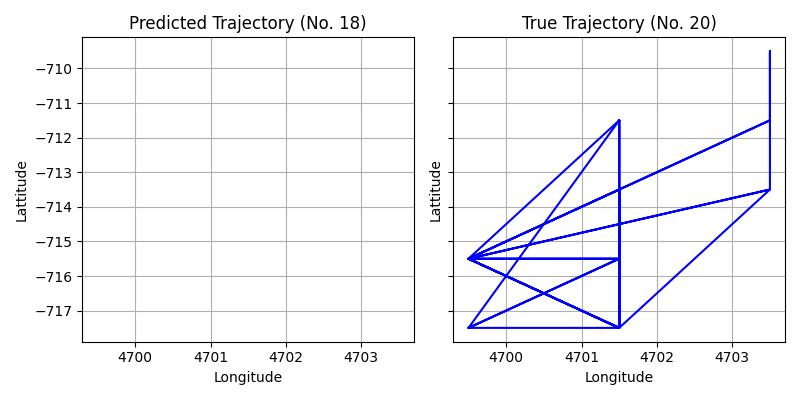 Predicted Trajectory (No. 18)
True Trajectory (No. 20)
Lattitude
−710
−711
−712
−713
−714
−715
−716
−717
4700 4701 4702 4703
Longitude
Lattitude
4700 4701 4702 4703
Longitude